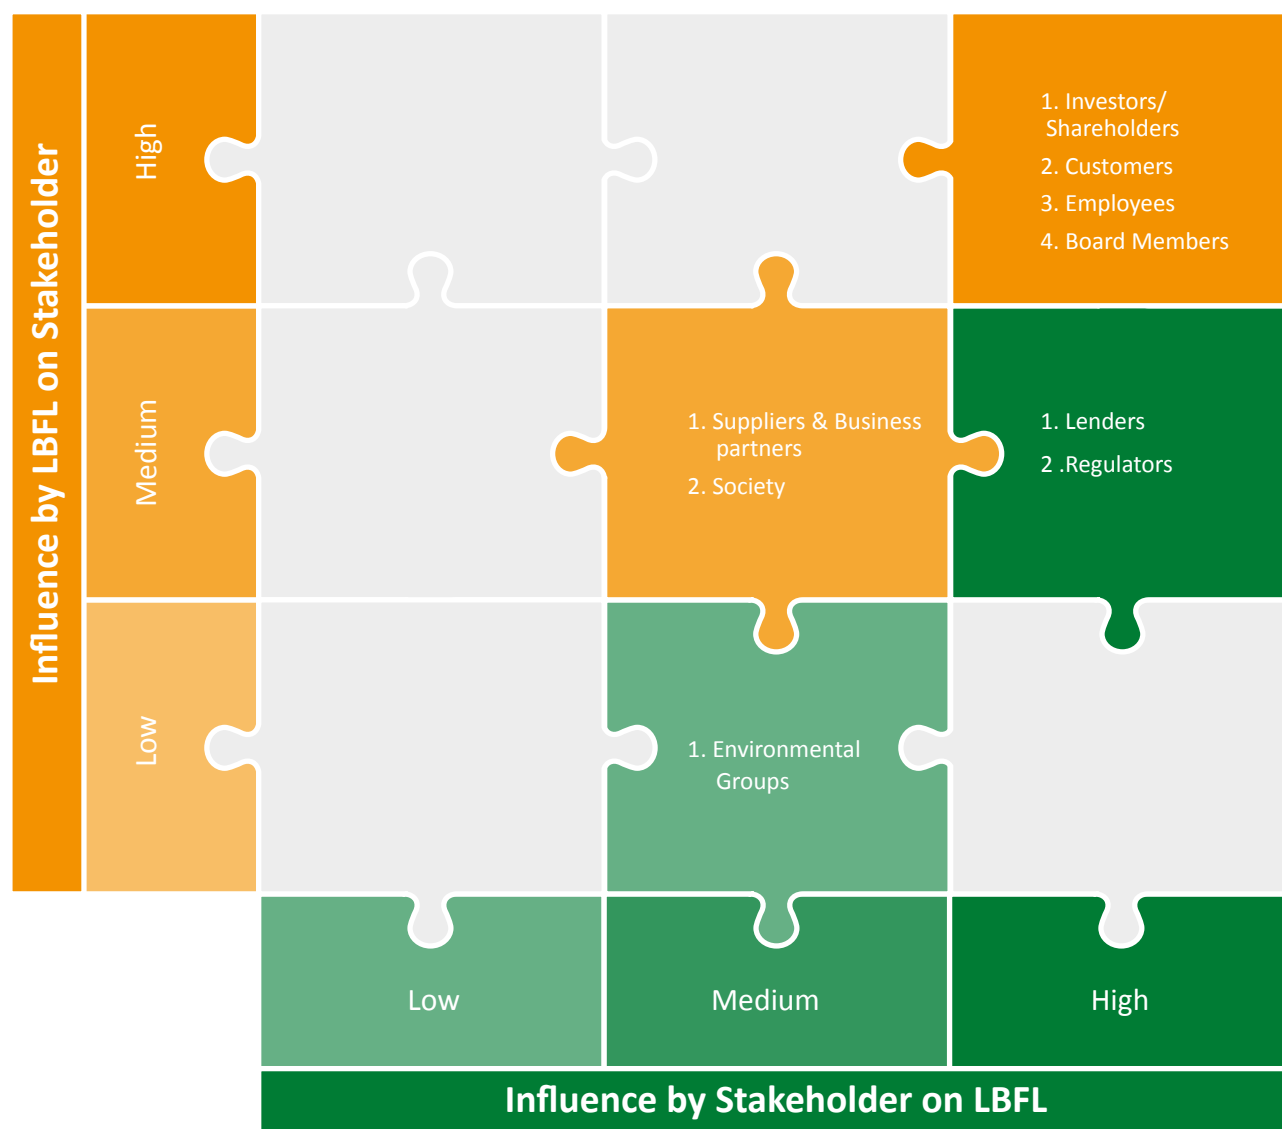 Influence by LBFL on Stakeholder
High
1. Investors/
Shareholders
2. Customers
3. Employees
4. Board Members
Medium
1. Suppliers & Business
partners
2. Society
1. Lenders
2 .Regulators
Low
1. Environmental
Groups
Low
Medium
High
Influence by Stakeholder on LBFL